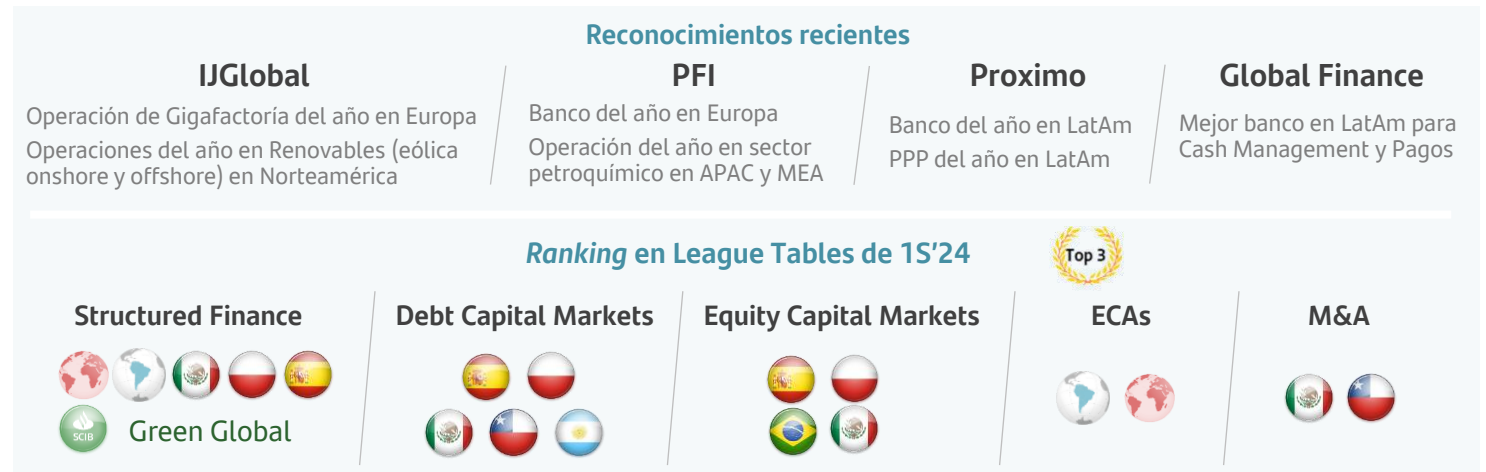 Reconocimientos recientes
IJGlobal
Operación de Gigafactoría del año en Europa
Operaciones del año en Renovables (eólica
onshore y offshore) en Norteamérica
PFI
Banco del año en Europa
Operación del año en sector
petroquímico en APAC y MEA
Proximo
Banco del año en LatAm
PPP del año en LatAm
Global Finance
Mejor banco en LatAm para
Cash Management y Pagos
Ranking en League Tables de 1S'24
Top 3
Structured Finance
SCIB
Green Global
Debt Capital Markets
Equity Capital Markets
ECAs
M&A